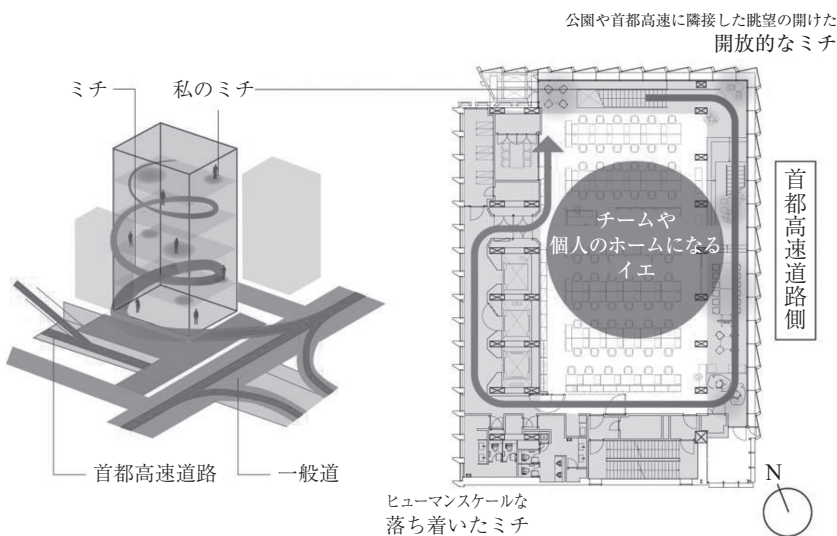 公園や首都高速に隣接した眺望の開けた
開放的なミチ
ミチ
私のミチ
チームや
個人のホームになる
イエ
首都高速道路側
首都高速道路
一般道
ヒューマンスケールな
落ち着いたミチ
N